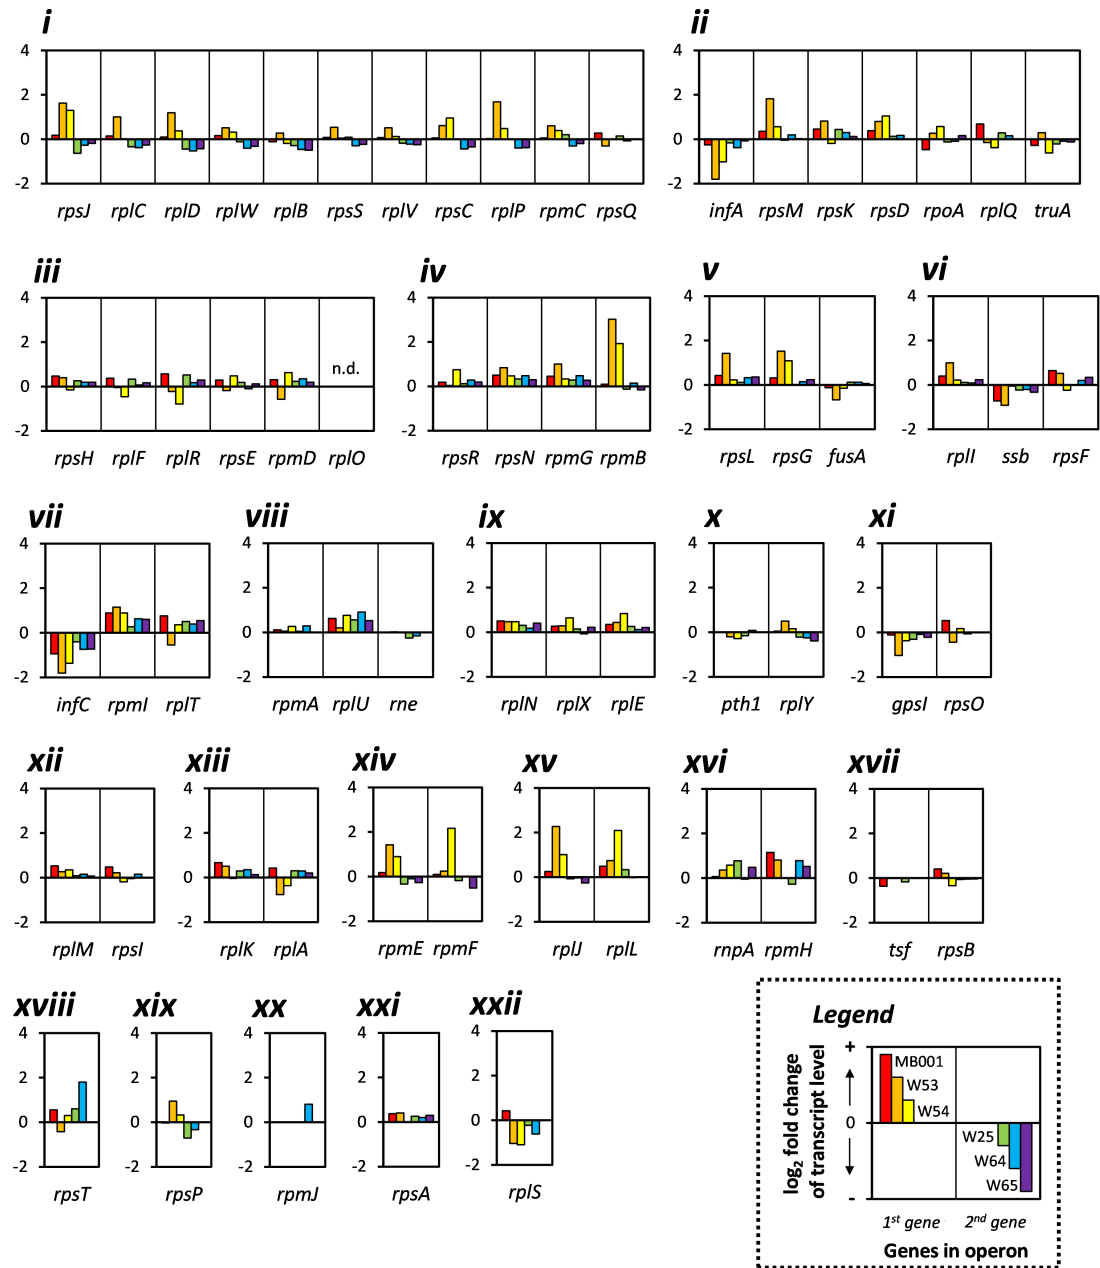 i ii
4 4
2 2
0 0
-2 -2
rpsJ rplC rplD rplW rplB rpsS rplV rpsC rplP rpmC rpsQ infA rpsM rpsK rpsD rpoA rplQ truA
iii iv v vi
4 4 4 4
2 2 2 2
n.d.
0 0 0 0
-2 -2 -2 -2
rpsH rplF rplR rpsE rpmD rplO rpsR rpsN rpmG rpmB rpsL rpsG fusA rplI ssb rpsF
vii viii ix x xi
4 4 4 4 4
2 2 2 2 2
0 0 0 0 0
-2 -2 -2 -2 -2
infC rpmI rplT rpmA rplU rne rplN rplX rplE pth1 rplY gpsI rpsO
xii xiii xiv xv xvi xvii
4 4 4 4 4 4
2 2 2 2 2 2
0 0 0 0 0 0
-2 -2 -2 -2 -2 -2
rplM rpsI rplK rplA rpmE rpmF rplJ rplL rnpA rpmH tsf rpsB
xviii xix xx xxi xxii
4 4 4 4 4
2 2 2 2 2
0 0 0 0 0
-2 -2 -2 -2 -2
rpsT rpsP rpmJ rpsA rplS
Legend
log2 fold change
of transcript level
+
0
-
MB001
W53
W54
W25
W64
W65
1st gene 2nd gene
Genes in operon